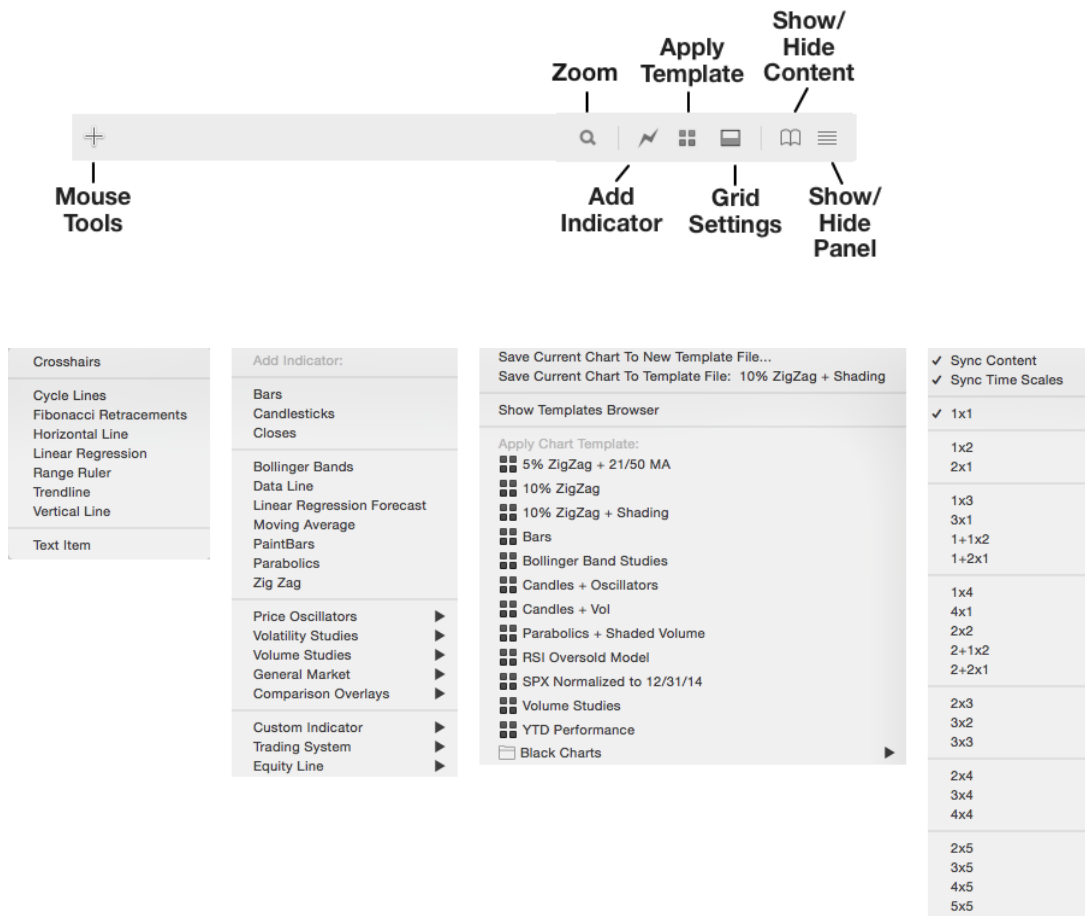 Show/
Hide
Content
Apply
Template
Zoom
Mouse
Tools
Add
Indicator
Grid
Settings
Show/
Hide
Panel
Crosshairs
Cycle Lines
Fibonacci Retracements
Horizontal Line
Linear Regression
Range Ruler
Trendline
Vertical Line
Text Item
Add Indicator:
Bars
Candlesticks
Closes
Bollinger Bands
Data Line
Linear Regression Forecast
Moving Average
PaintBars
Parabolics
Zig Zag
Price Oscillators
Volatility Studies
Volume Studies
General Market
Comparison Overlays
Custom Indicator
Trading System
Equity Line
Save Current Chart To New Template File...
Save Current Chart To Template File: 10% ZigZag + Shading
Show Templates Browser
Apply Chart Template:
5% ZigZag + 21/50 MA
10% ZigZag
10% ZigZag + Shading
Bars
Bollinger Band Studies
Candles + Oscillators
Candles + Vol
Parabolics + Shaded Volume
RSI Oversold Model
SPX Normalized to 12/31/14
Volume Studies
YTD Performance
Black Charts
✓ Sync Content
✓ Sync Time Scales
✓ 1x1
1x2
2x1
1x3
3x1
1+1x2
1+2x1
1x4
4x1
2x2
2+1x2
2+2x1
2x3
3x2
3x3
2x4
3x4
4x4
2x5
3x5
4x5
5x5